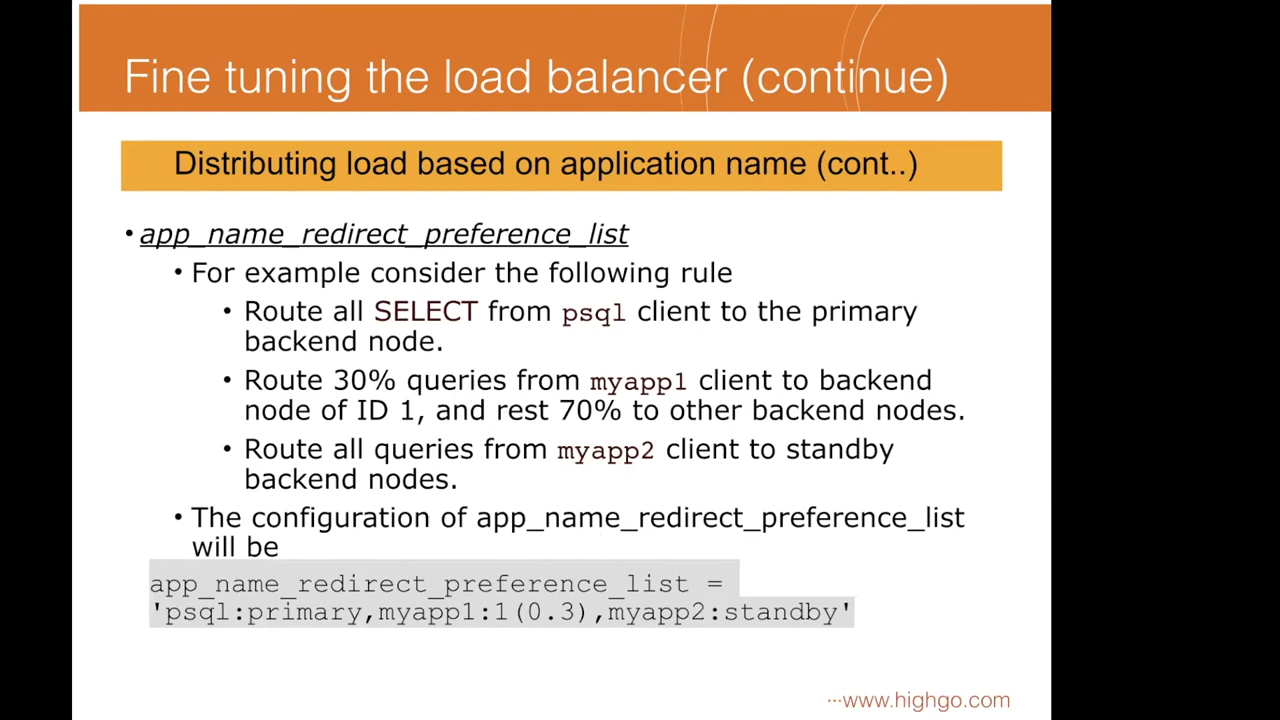 Fine tuning the load balancer (continue)
Distributing load based on application name (cont..)
• app_name_redirect_preference_list
• For example consider the following rule
• Route all SELECT from psql client to the primary
backend node.
• Route 30% queries from myapp1 client to backend
node of ID 1, and rest 70% to other backend nodes.
• Route all queries from myapp2 client to standby
backend nodes.
• The configuration of app_name_redirect_preference_list
will be
app_name_redirect_preference_list =
'psql:primary,myapp1:1(0.3),myapp2:standby'
···www.highgo.com